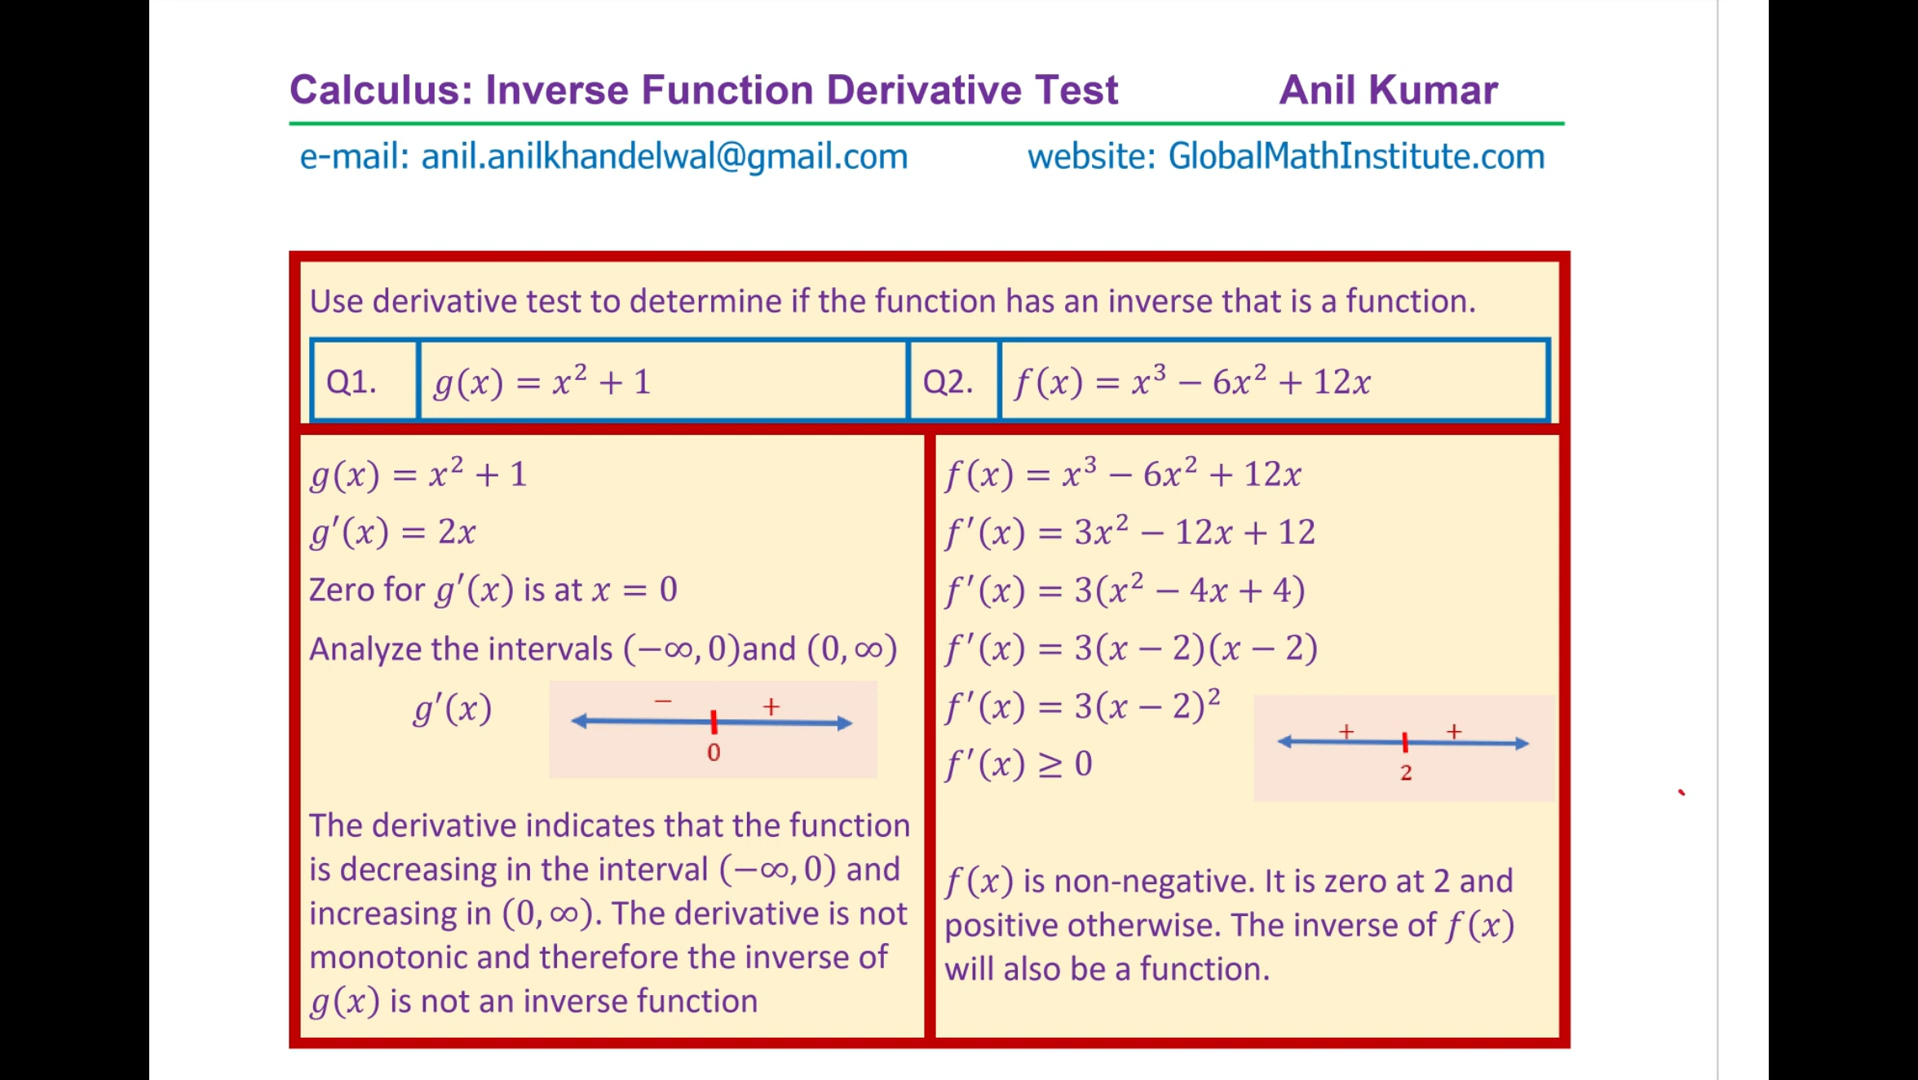 Calculus: Inverse Function Derivative Test Anil Kumar
e-mail: anil.anilkhandelwal@gmail.com website: GlobalMathInstitute.com
Use derivative test to determine if the function has an inverse that is a function.
Q1. g(x) = x² + 1 Q2. f(x) = x³ − 6x² + 12x
g(x) = x² + 1
g′(x) = 2x
Zero for g′(x) is at x = 0
Analyze the intervals (−∞, 0)and (0, ∞)
g′(x)
− +
0
The derivative indicates that the function
is decreasing in the interval (−∞, 0) and
increasing in (0, ∞). The derivative is not
monotonic and therefore the inverse of
g(x) is not an inverse function
f(x) = x³ − 6x² + 12x
f′(x) = 3x² − 12x + 12
f′(x) = 3(x² − 4x + 4)
f′(x) = 3(x − 2)(x − 2)
f′(x) = 3(x − 2)²
f′(x) ≥ 0
+ +
2
f(x) is non-negative. It is zero at 2 and
positive otherwise. The inverse of f(x)
will also be a function.